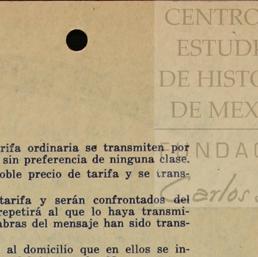 CENTRO
ESTUDI
DE HISTO
DE MEX
FUNDAC
Carlos S
rifa ordinaria se transmiten por
sin preferencia de ninguna clase.
oble precio de tarifa y se trans-
tarifa y serán confrontados del
repetirá al que lo haya transmi-
abras del mensaje han sido trans-
al domicilio que en ellos se in-